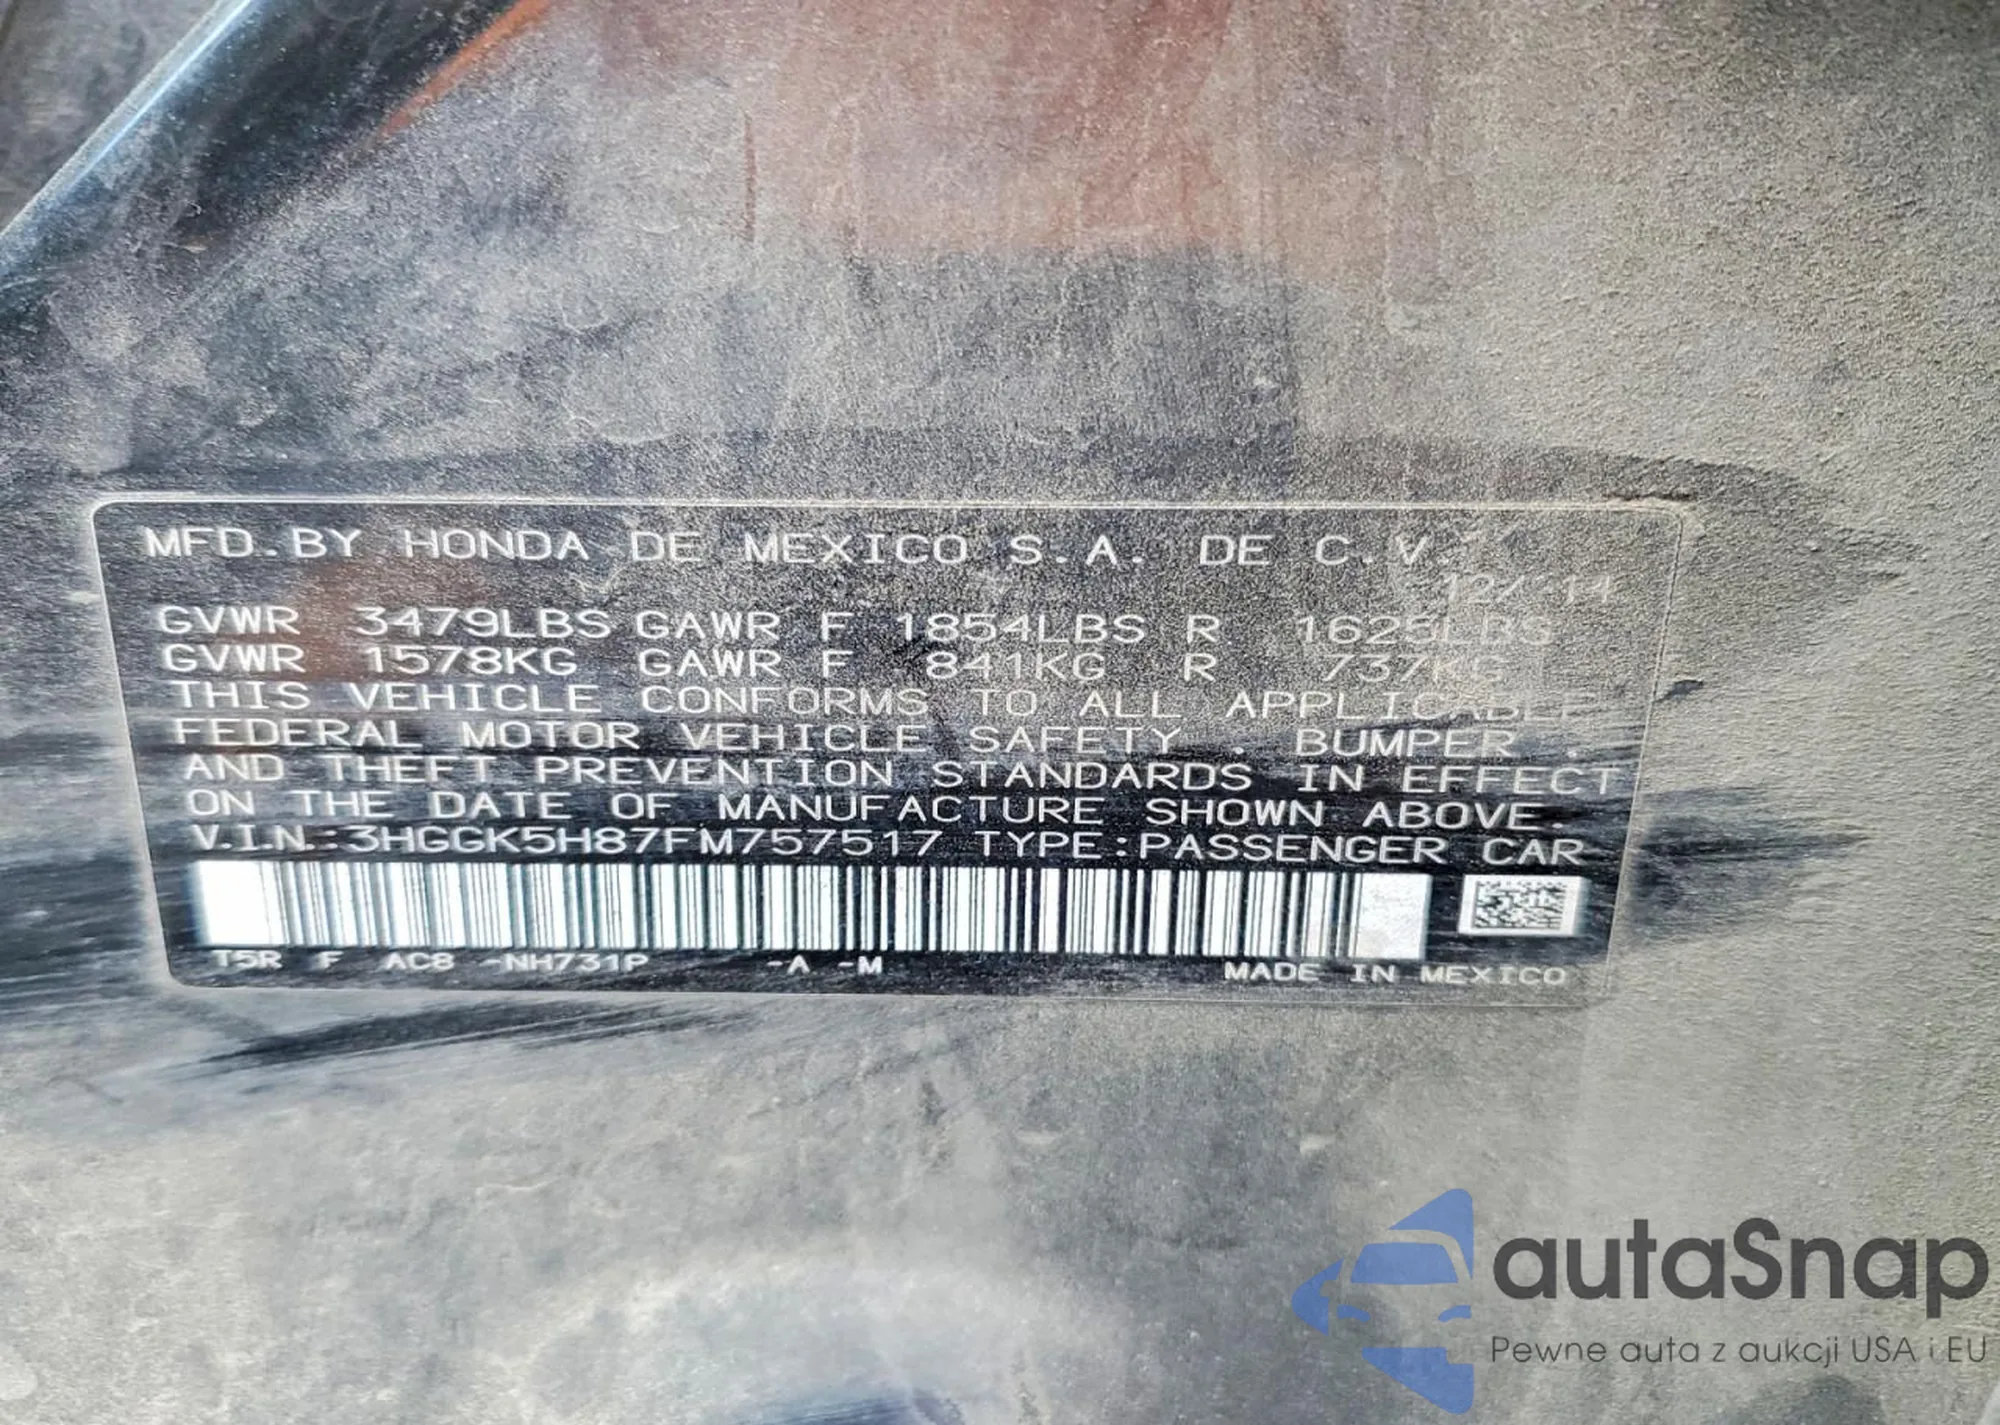 MFD.BY HONDA DE MEXICO S.A. DE C.V.
12/'14
GVWR 3479LBS GAWR F 1854LBS R 1625LBS
GVWR 1578KG GAWR F 841KG R 737KG
THIS VEHICLE CONFORMS TO ALL APPLICABLE
FEDERAL MOTOR VEHICLE SAFETY , BUMPER ,
AND THEFT PREVENTION STANDARDS IN EFFECT
ON THE DATE OF MANUFACTURE SHOWN ABOVE.
V.I.N.:3HGGK5H87FM757517 TYPE:PASSENGER CAR
T5R F AC8 -NH731P -A -M MADE IN MEXICO
autaSnap
Pewne auta z aukcji USA i EU